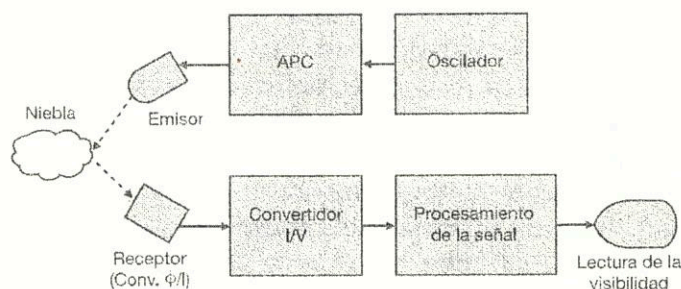 APC
Oscilador
Niebla
Emisor
Convertidor
I/V
Procesamiento
de la señal
Receptor
(Conv. Φ/I)
Lectura de la
visibilidad